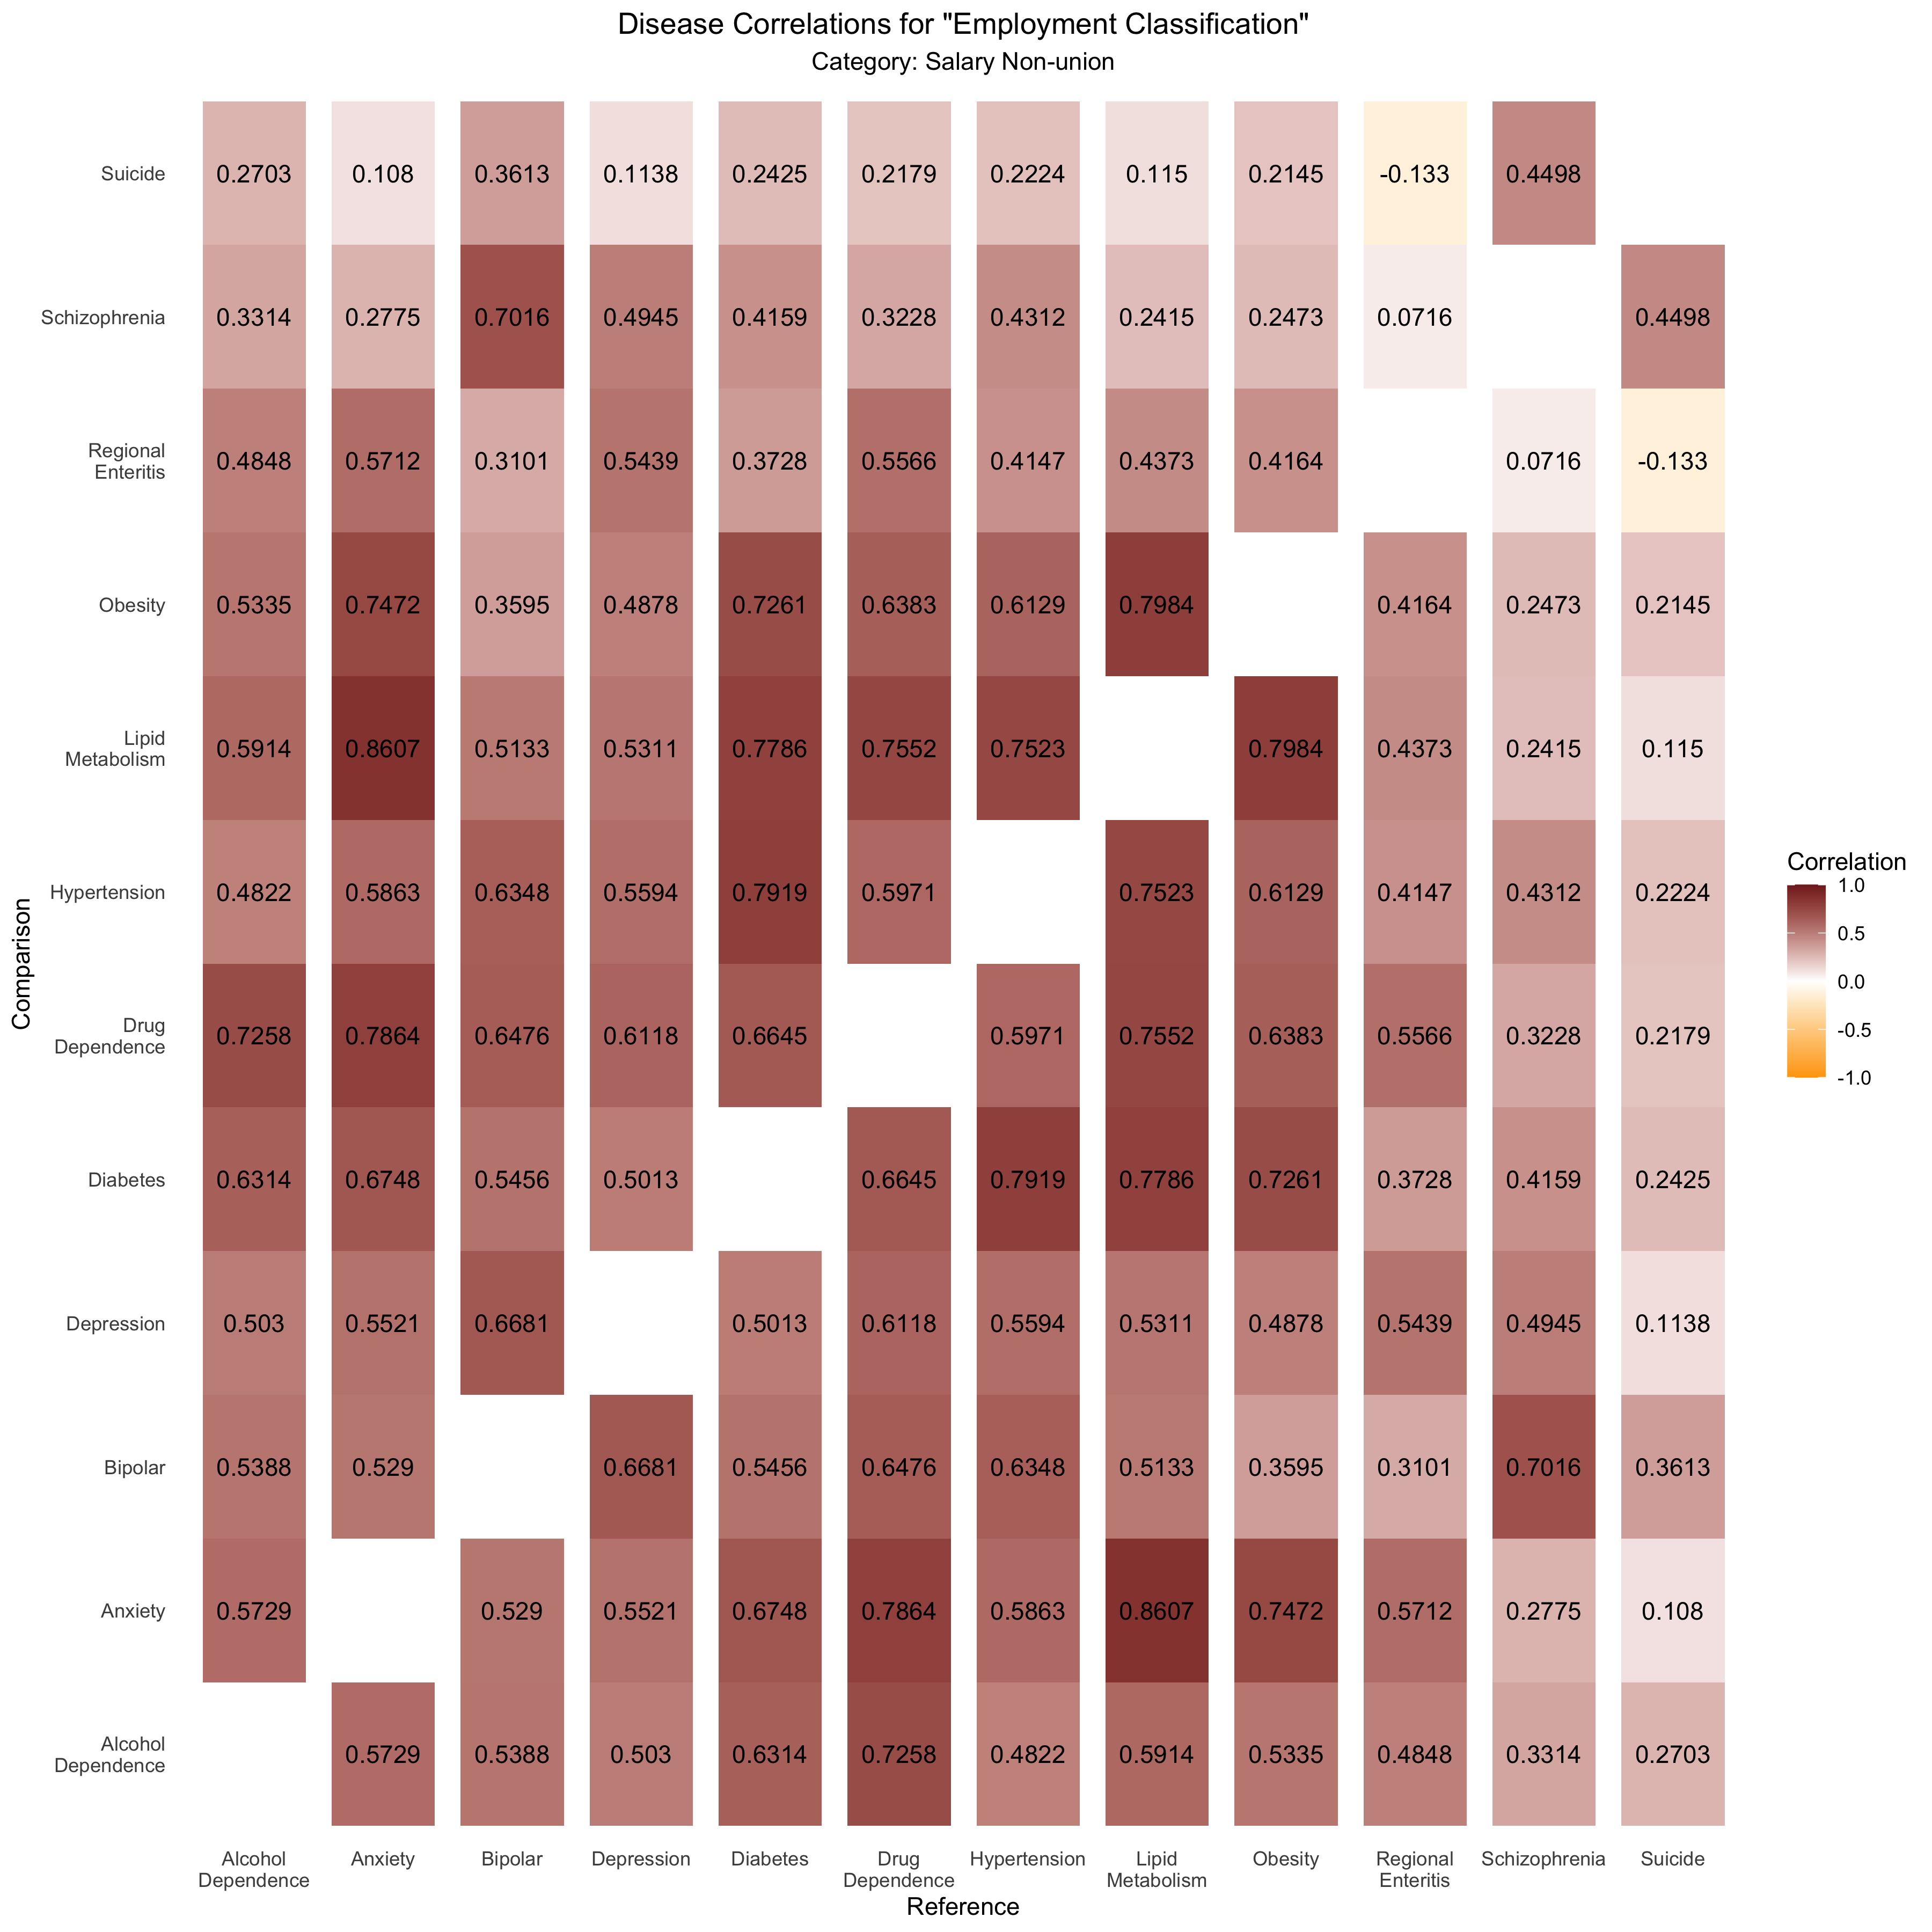 Disease Correlations for "Employment Classification"
Category: Salary Non-union
Comparison
Suicide
0.2703 0.108 0.3613 0.1138 0.2425 0.2179 0.2224 0.115 0.2145 -0.133 0.4498
Schizophrenia
0.3314 0.2775 0.7016 0.4945 0.4159 0.3228 0.4312 0.2415 0.2473 0.0716 0.4498
Regional
Enteritis
0.4848 0.5712 0.3101 0.5439 0.3728 0.5566 0.4147 0.4373 0.4164 0.0716 -0.133
Obesity
0.5335 0.7472 0.3595 0.4878 0.7261 0.6383 0.6129 0.7984 0.4164 0.2473 0.2145
Lipid
Metabolism
0.5914 0.8607 0.5133 0.5311 0.7786 0.7552 0.7523 0.7984 0.4373 0.2415 0.115
Hypertension
0.4822 0.5863 0.6348 0.5594 0.7919 0.5971 0.7523 0.6129 0.4147 0.4312 0.2224
Drug
Dependence
0.7258 0.7864 0.6476 0.6118 0.6645 0.5971 0.7552 0.6383 0.5566 0.3228 0.2179
Diabetes
0.6314 0.6748 0.5456 0.5013 0.6645 0.7919 0.7786 0.7261 0.3728 0.4159 0.2425
Depression
0.503 0.5521 0.6681 0.5013 0.6118 0.5594 0.5311 0.4878 0.5439 0.4945 0.1138
Bipolar
0.5388 0.529 0.6681 0.5456 0.6476 0.6348 0.5133 0.3595 0.3101 0.7016 0.3613
Anxiety
0.5729 0.529 0.5521 0.6748 0.7864 0.5863 0.8607 0.7472 0.5712 0.2775 0.108
Alcohol
Dependence
0.5729 0.5388 0.503 0.6314 0.7258 0.4822 0.5914 0.5335 0.4848 0.3314 0.2703
Alcohol
Dependence
Anxiety
Bipolar
Depression
Diabetes
Drug
Dependence
Hypertension
Lipid
Metabolism
Obesity
Regional
Enteritis
Schizophrenia
Suicide
Reference
Correlation
1.0
0.5
0.0
-0.5
-1.0